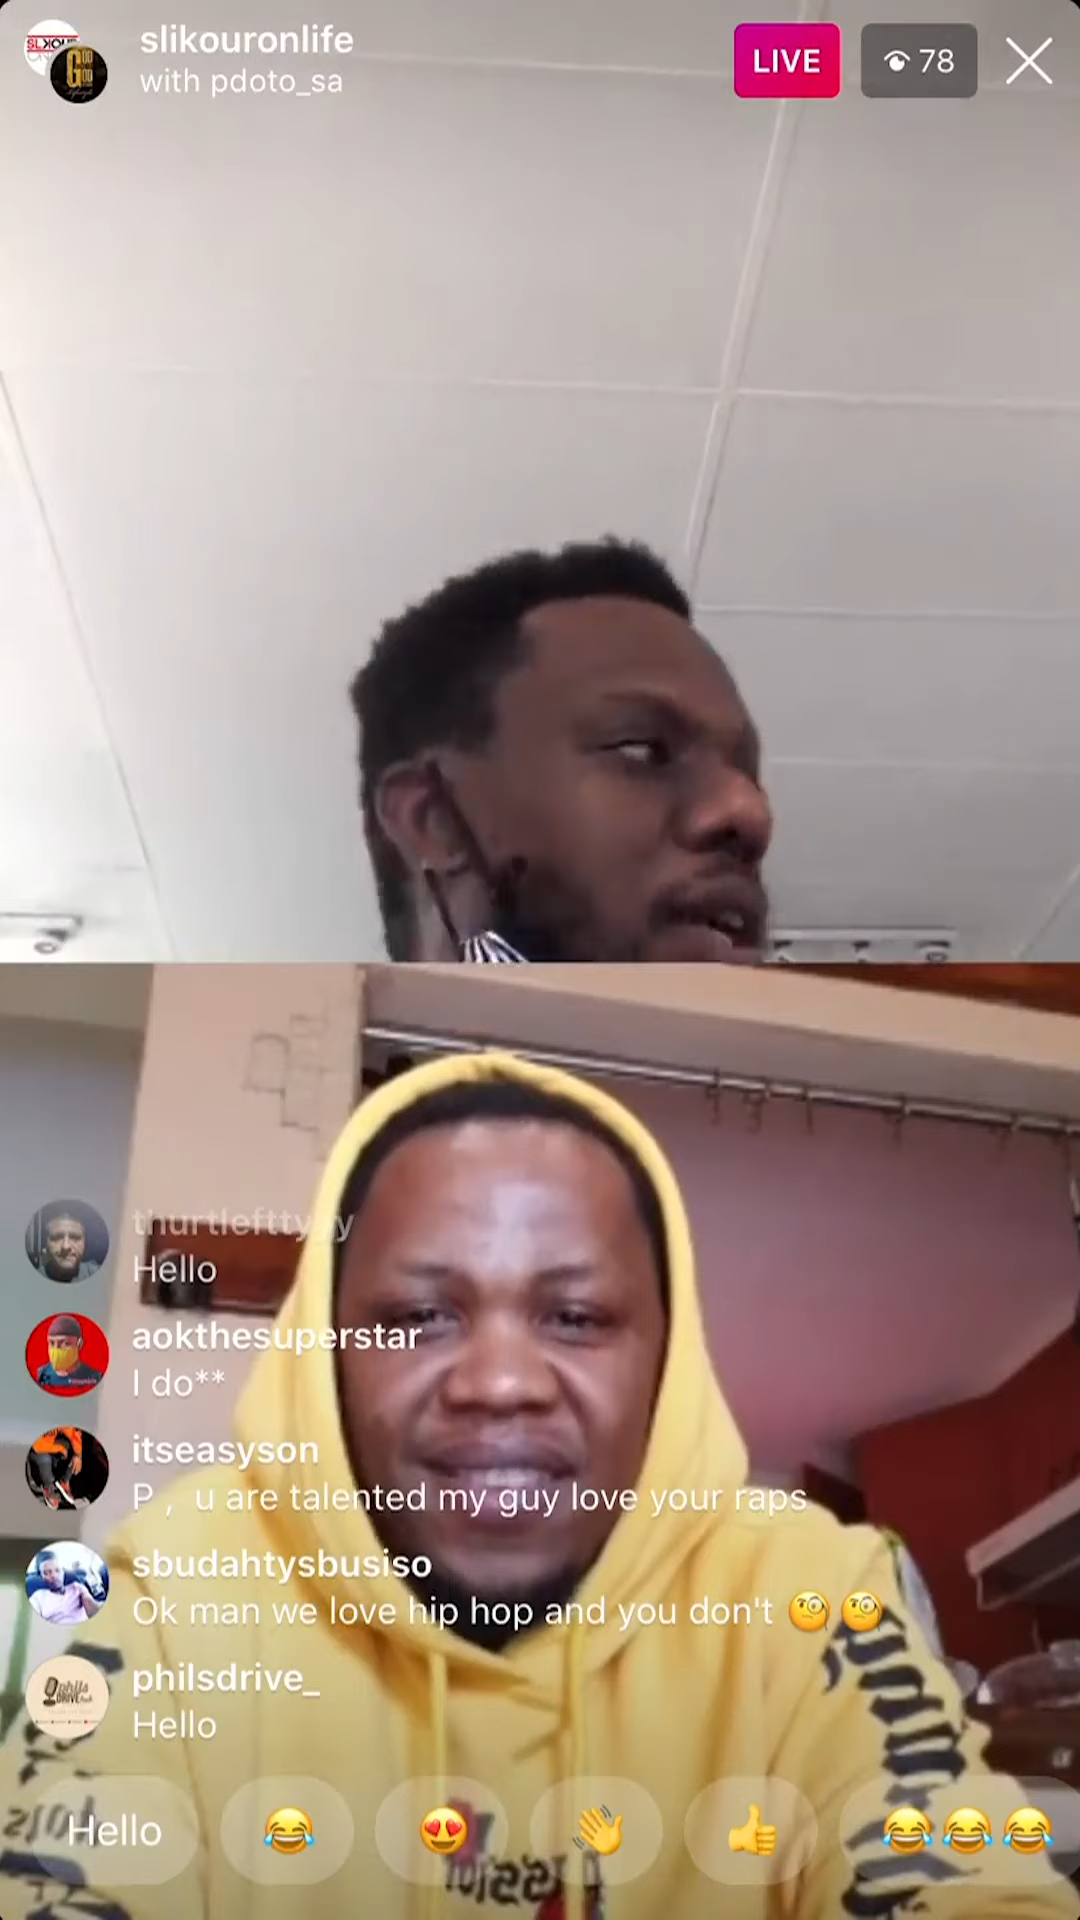 slikouronlife
with pdoto_sa
LIVE
78
Hello
aokthesuperstar
I do**
itseasyson
P , u are talented my guy love your raps
sbudahtysbusiso
Ok man we love hip hop and you don't 🧐 🧐
philsdrive_
Hello
Hello 😂 😍 👋 👍 😂 😂 😂